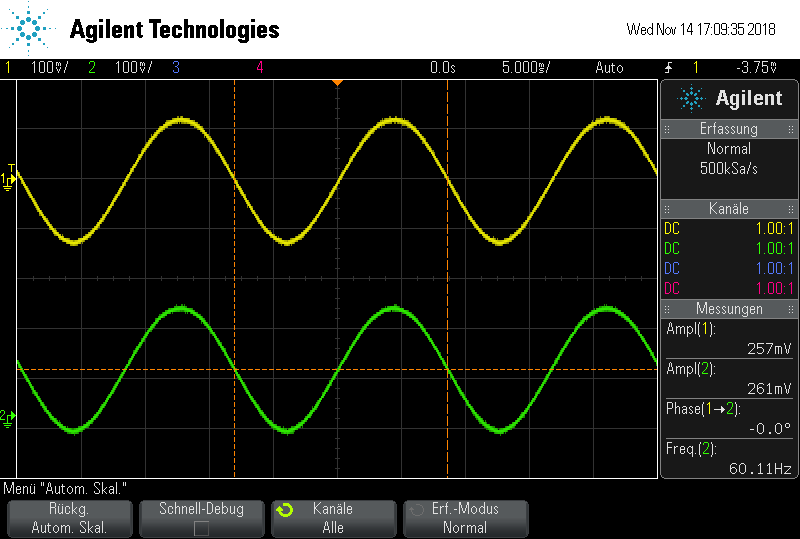 Agilent Technologies
Wed Nov 14 17:09:35 2018
1 100mV/ 2 100mV/ 3 4 0.0s 5.000ms/ Auto 1 -3.75mV
Agilent
Erfassung
Normal
500kSa/s
Kanäle
DC 1.00:1
DC 1.00:1
DC 1.00:1
DC 1.00:1
Messungen
Ampl(1):
257mV
Ampl(2):
261mV
Phase(1→2):
-0.0°
Freq.(2):
60.11Hz
T
1
2
Menü "Autom. Skal."
Rückg.
Autom. Skal.
Schnell-Debug
Kanäle
Alle
Erf.-Modus
Normal